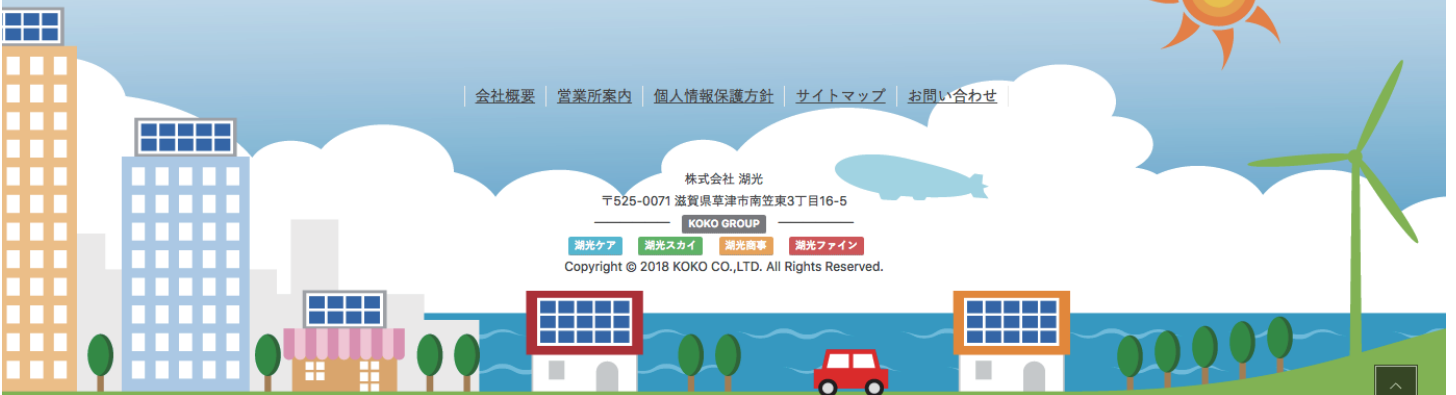 会社概要 営業所案内 個人情報保護方針 サイトマップ お問い合わせ
株式会社 湖光
〒525-0071 滋賀県草津市南笠東3丁目16-5
KOKO GROUP
湖光ケア 湖光スカイ 湖光商事 湖光ファイン
Copyright © 2018 KOKO CO.,LTD. All Rights Reserved.